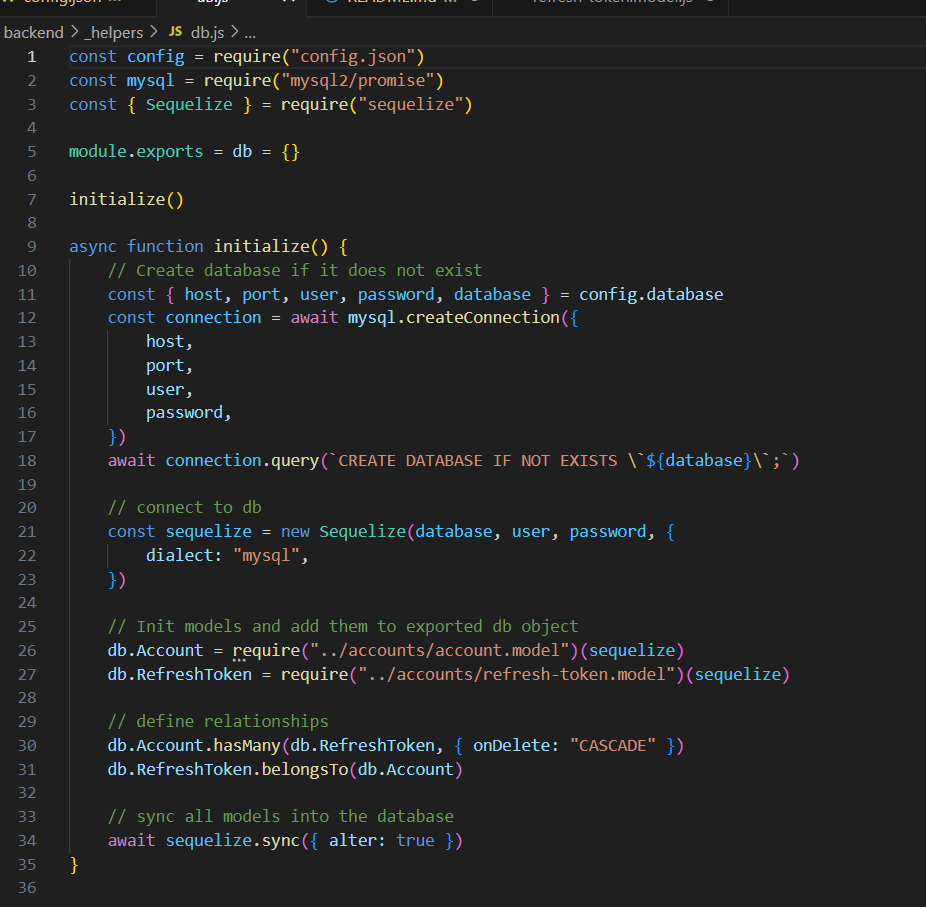 config.json
db.js
README.md
refresh-token.model.js
backend > _helpers > JS db.js > ...
1 const config = require("config.json")
2 const mysql = require("mysql2/promise")
3 const { Sequelize } = require("sequelize")
4
5 module.exports = db = {}
6
7 initialize()
8
9 async function initialize() {
10 // Create database if it does not exist
11 const { host, port, user, password, database } = config.database
12 const connection = await mysql.createConnection({
13 host,
14 port,
15 user,
16 password,
17 })
18 await connection.query(`CREATE DATABASE IF NOT EXISTS \`${database}\`;`)
19
20 // connect to db
21 const sequelize = new Sequelize(database, user, password, {
22 dialect: "mysql",
23 })
24
25 // Init models and add them to exported db object
26 db.Account = require("../accounts/account.model")(sequelize)
27 db.RefreshToken = require("../accounts/refresh-token.model")(sequelize)
28
29 // define relationships
30 db.Account.hasMany(db.RefreshToken, { onDelete: "CASCADE" })
31 db.RefreshToken.belongsTo(db.Account)
32
33 // sync all models into the database
34 await sequelize.sync({ alter: true })
35 }
36